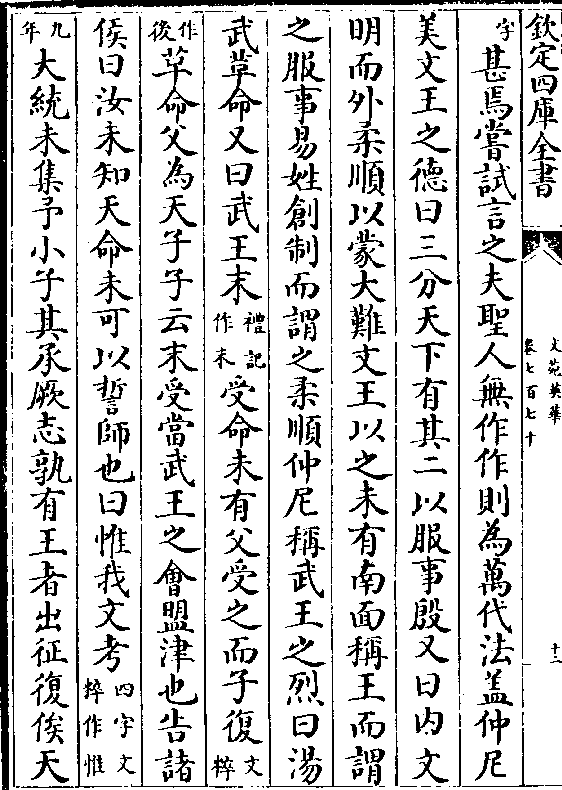 欽定四庫全書
文苑英華
卷七百七十
十二
字甚焉嘗試言之夫聖人無作作則為萬代法蓋仲尼
美文王之德曰三分天下有其二以服事殷又曰内文
明而外柔順以蒙大難文王以之未有南面稱王而謂
之服事易姓創制而謂之柔順仲尼稱武王之烈曰湯
武革命又曰武王末禮記作未受命未有父受之而子復文粹
作後革命父為天子子云末受當武王之會盟津也告諸
侯曰汝未知天命未可以誓師也曰惟我文考四字文粹作惟
九年大統未集予小子其承厥志孰有王者出征復俟天